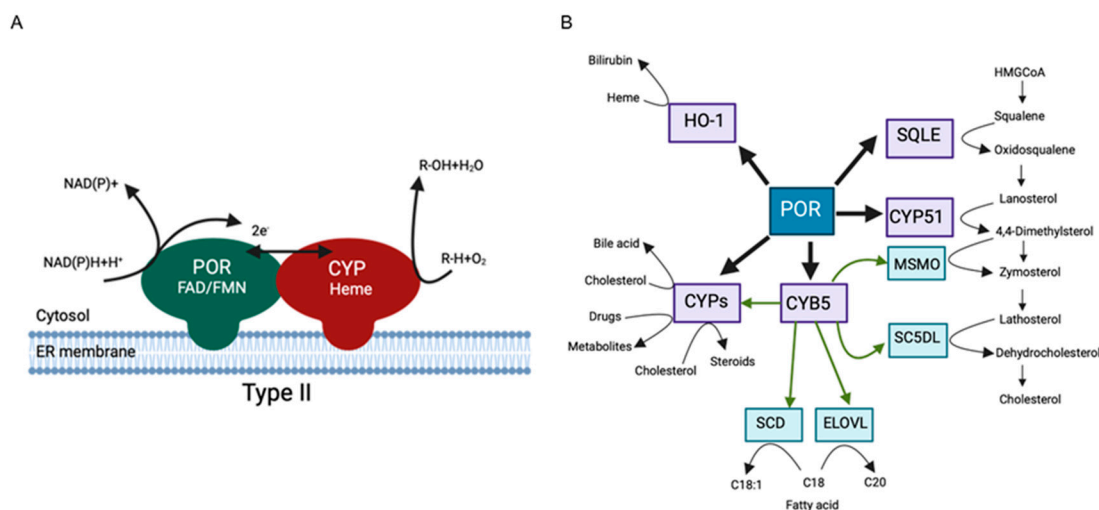 A
NAD(P)+
NAD(P)H+H⁺
2e⁻
R-OH+H₂O
R-H+O₂
POR
FAD/FMN
CYP
Heme
Cytosol
ER membrane
Type II
B
Bilirubin
Heme
HO-1
SQLE
POR
CYP51
MSMO
Bile acid
Cholesterol
Drugs
Metabolites
Cholesterol
Steroids
CYPs
CYB5
SC5DL
SCD
ELOVL
C18:1
C18
C20
Fatty acid
HMGCoA
Squalene
Oxidosqualene
Lanosterol
4,4-Dimethylsterol
Zymosterol
Lathosterol
Dehydrocholesterol
Cholesterol